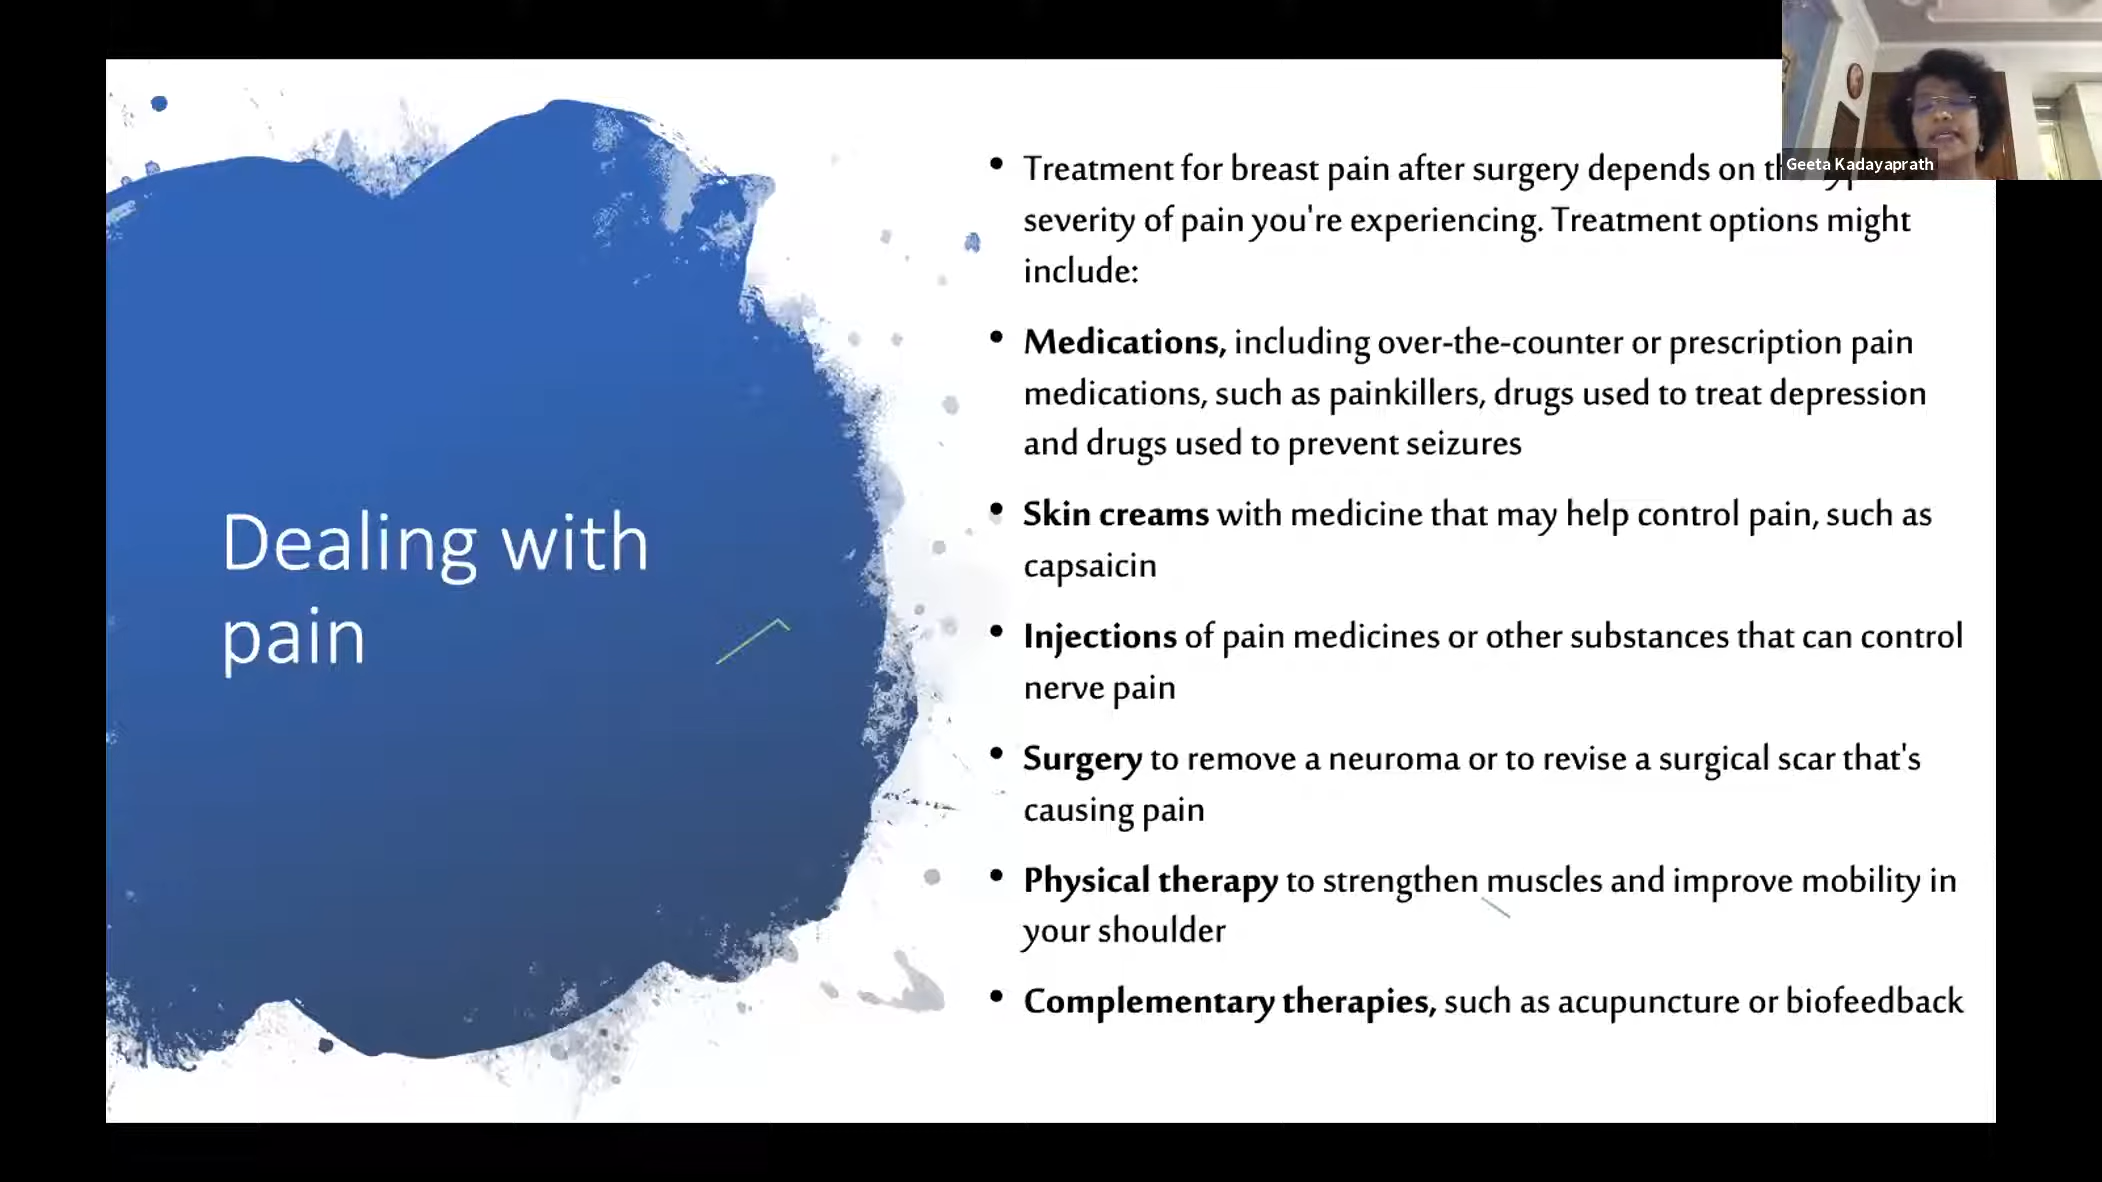 Geeta Kadayaprath
Dealing with
pain
• Treatment for breast pain after surgery depends on
severity of pain you're experiencing. Treatment options might
include:
• Medications, including over-the-counter or prescription pain
medications, such as painkillers, drugs used to treat depression
and drugs used to prevent seizures
• Skin creams with medicine that may help control pain, such as
capsaicin
• Injections of pain medicines or other substances that can control
nerve pain
• Surgery to remove a neuroma or to revise a surgical scar that's
causing pain
• Physical therapy to strengthen muscles and improve mobility in
your shoulder
• Complementary therapies, such as acupuncture or biofeedback